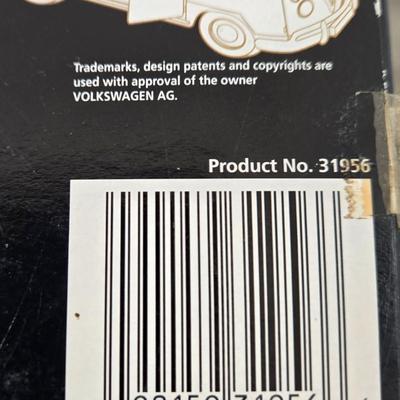 Trademarks, design patents and copyrights are
used with approval of the owner
VOLKSWAGEN AG.
Product No. 31956